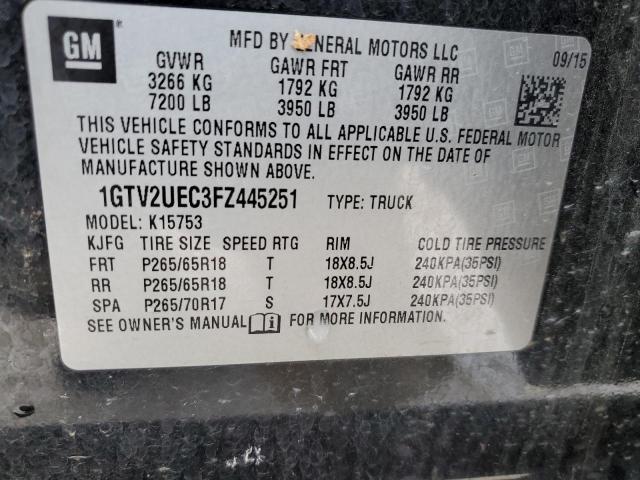 GM
MFD BY GENERAL MOTORS LLC
09/15
GVWR GAWR FRT GAWR RR
3266 KG 1792 KG 1792 KG
7200 LB 3950 LB 3950 LB
THIS VEHICLE CONFORMS TO ALL APPLICABLE U.S. FEDERAL MOTOR
VEHICLE SAFETY STANDARDS IN EFFECT ON THE DATE OF
MANUFACTURE SHOWN ABOVE.
1GTV2UEC3FZ445251 TYPE: TRUCK
MODEL: K15753
KJFG TIRE SIZE SPEED RTG RIM COLD TIRE PRESSURE
FRT P265/65R18 T 18X8.5J 240KPA(35PSI)
RR P265/65R18 T 18X8.5J 240KPA(35PSI)
SPA P265/70R17 S 17X7.5J 240KPA(35PSI)
SEE OWNER'S MANUAL FOR MORE INFORMATION.